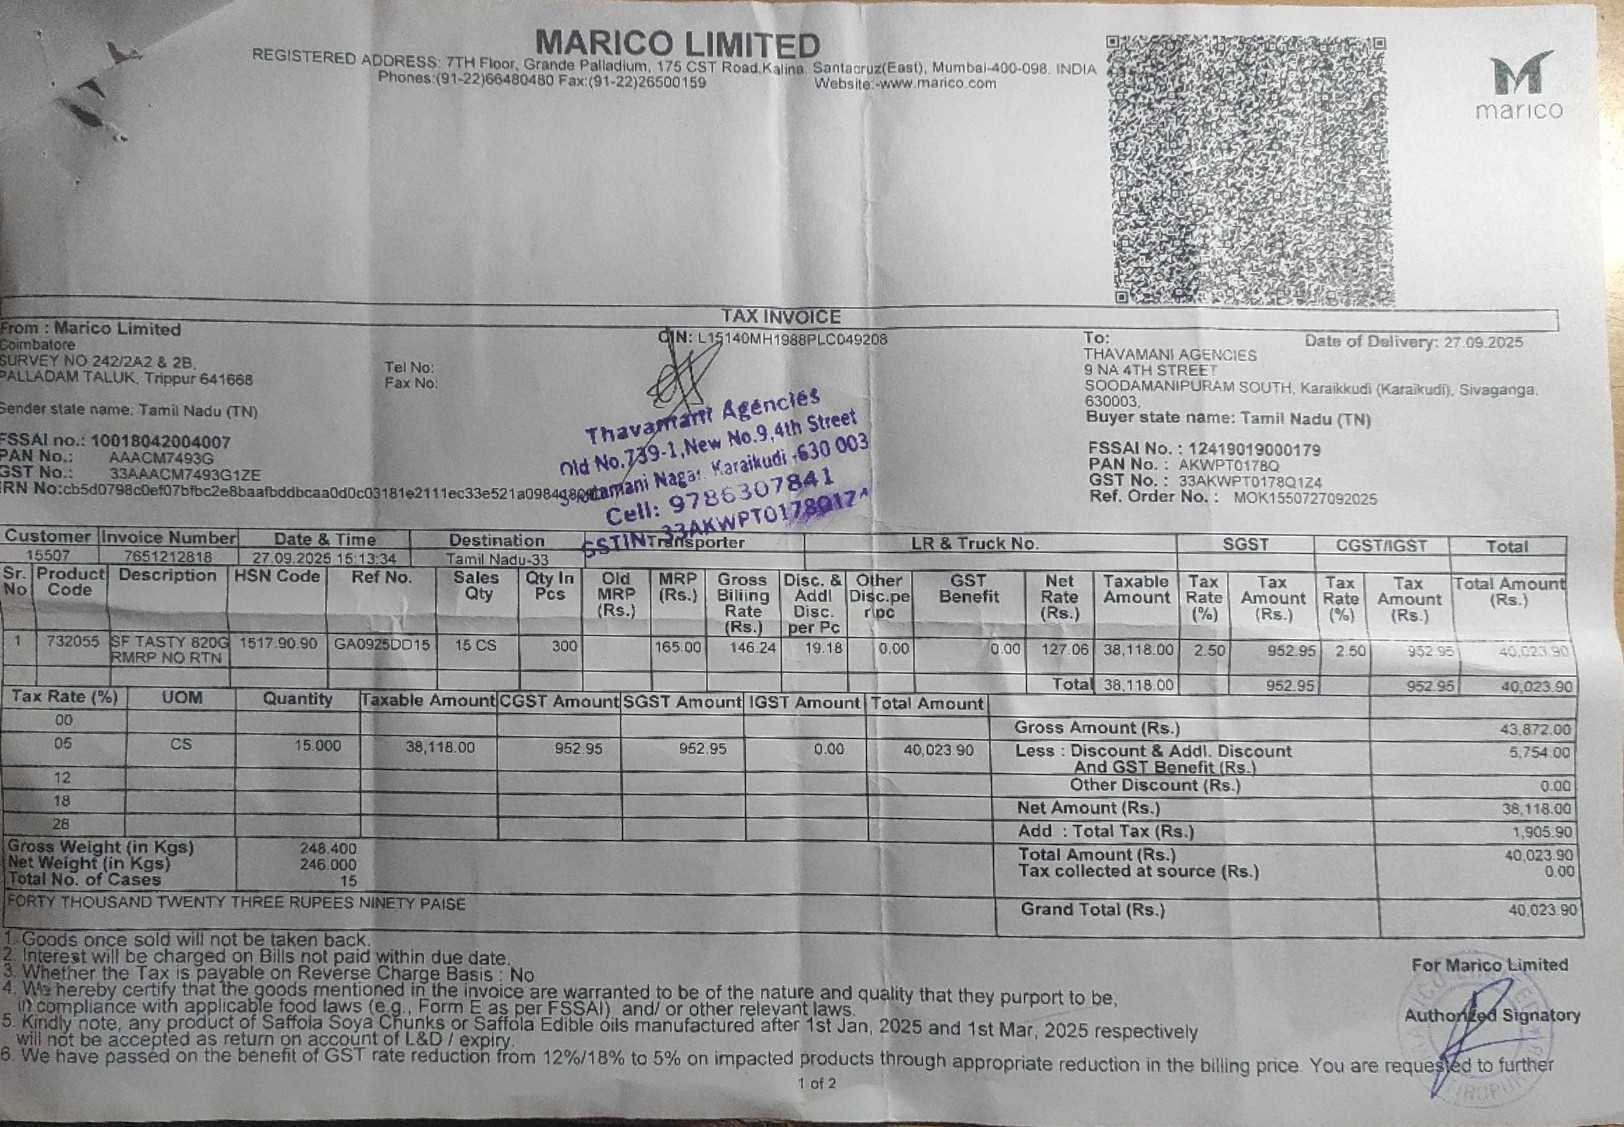 MARICO LIMITED
REGISTERED ADDRESS: 7TH Floor, Grande Palladium, 175 CST Road,Kalina, Santacruz(East), Mumbai-400-098. INDIA
Phones:(91-22)66480480 Fax:(91-22)26500159 Website:-www.marico.com
marico
TAX INVOICE
From : Marico Limited
Coimbatore
SURVEY NO 242/2A2 & 2B,
PALLADAM TALUK, Trippur 641668
Sender state name: Tamil Nadu (TN)
FSSAI no.: 10018042004007
PAN No.: AAACM7493G
GST No.: 33AAACM7493G1ZE
Tel No:
Fax No:
CIN: L15140MH1988PLC049208
Thavamani Agencies
Old No.739-1,New No.9,4th Street
Nagar, Karaikudi -630 003
Cell: 9786307841
GSTIN 33AKWPT0178Q1Z4
To:
Date of Delivery: 27.09.2025
THAVAMANI AGENCIES
9 NA 4TH STREET
SOODAMANIPURAM SOUTH, Karaikkudi (Karaikudi), Sivaganga,
630003,
Buyer state name: Tamil Nadu (TN)
FSSAI No. : 12419019000179
PAN No. : AKWPT0178Q
GST No. : 33AKWPT0178Q1Z4
Ref. Order No. : MOK1550727092025
Customer Invoice Number Date & Time Destination Transporter LR & Truck No. SGST CGST/IGST Total
15507 7651212818 27.09.2025 15:13:34 Tamil Nadu-33
Sr. No Product Code Description HSN Code Ref No. Sales Qty Qty In Pcs Old MRP (Rs.) MRP (Rs.) Gross Billing Rate (Rs.) Disc. & Addl Disc. per Pc Other Disc.pe r pc GST Benefit Net Rate (Rs.) Taxable Amount Tax Rate (%) Tax Amount (Rs.) Tax Rate (%) Tax Amount (Rs.) Total Amount (Rs.)
1 732055 SF TASTY 820G RMRP NO RTN 1517.90.90 GA0925DD15 15 CS 300 165.00 146.24 19.18 0.00 0.00 127.06 38,118.00 2.50 952.95 2.50 952.95 40,023.90
Total 38,118.00 952.95 952.95 40,023.90
Tax Rate (%) UOM Quantity Taxable Amount CGST Amount SGST Amount IGST Amount Total Amount
00
05 CS 15.000 38,118.00 952.95 952.95 0.00 40,023.90
12
18
28
Gross Amount (Rs.) 43,872.00
Less : Discount & Addl. Discount 5,754.00
And GST Benefit (Rs.)
Other Discount (Rs.) 0.00
Net Amount (Rs.) 38,118.00
Add : Total Tax (Rs.) 1,905.90
Total Amount (Rs.) 40,023.90
Tax collected at source (Rs.) 0.00
Grand Total (Rs.) 40,023.90
Gross Weight (in Kgs) 248.400
Net Weight (in Kgs) 246.000
Total No. of Cases 15
FORTY THOUSAND TWENTY THREE RUPEES NINETY PAISE
1. Goods once sold will not be taken back.
2. Interest will be charged on Bills not paid within due date.
3. Whether the Tax is payable on Reverse Charge Basis : No
4. We hereby certify that the goods mentioned in the invoice are warranted to be of the nature and quality that they purport to be,
in compliance with applicable food laws (e.g., Form E as per FSSAI) and/ or other relevant laws.
5. Kindly note, any product of Saffola Soya Chunks or Saffola Edible oils manufactured after 1st Jan, 2025 and 1st Mar, 2025 respectively
will not be accepted as return on account of L&D / expiry.
6. We have passed on the benefit of GST rate reduction from 12%/18% to 5% on impacted products through appropriate reduction in the billing price. You are requested to further
For Marico Limited
Authorized Signatory
1 of 2